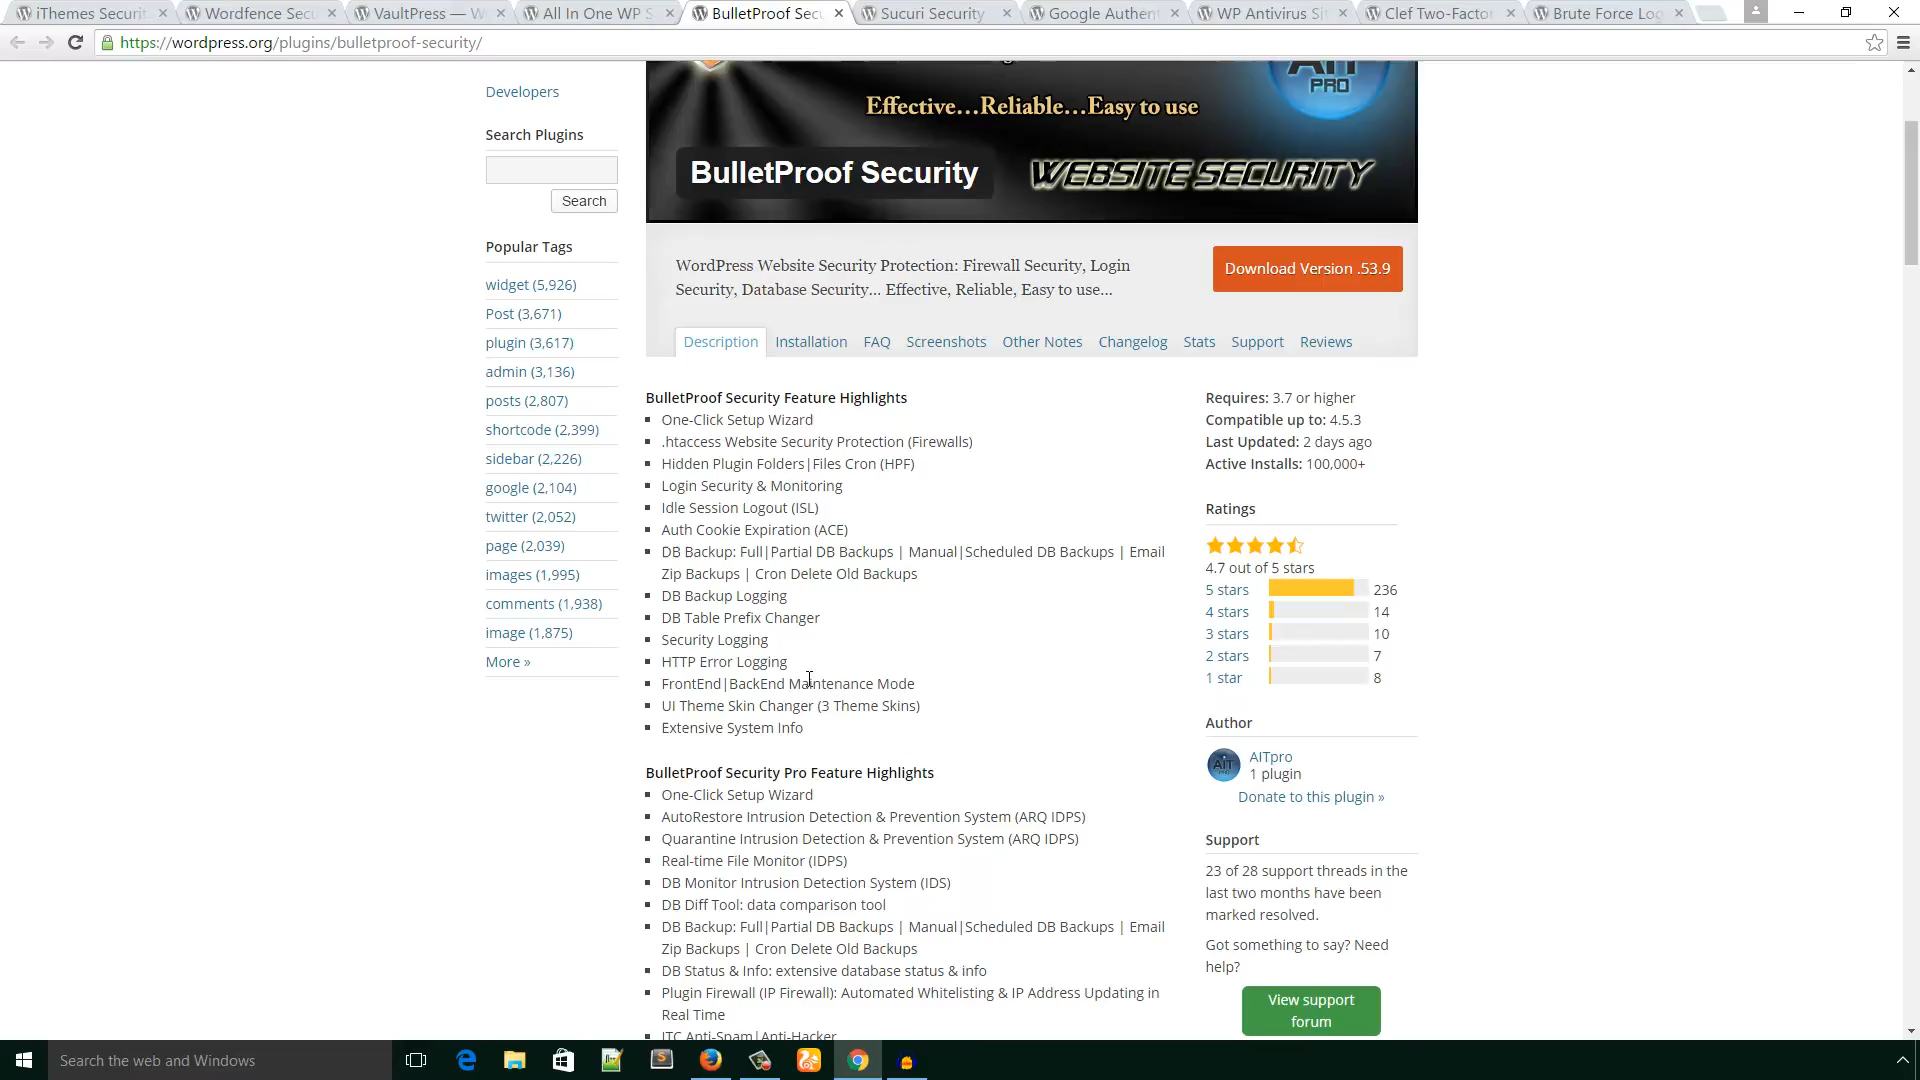 iThemes Securit
Wordfence Secu
VaultPress — W
All In One WP S
BulletProof Secu
Sucuri Security
Google Authent
WP Antivirus Sit
Clef Two-Factor
Brute Force Log
https://wordpress.org/plugins/bulletproof-security/
Developers
Search Plugins
Search
Popular Tags
widget (5,926)
Post (3,671)
plugin (3,617)
admin (3,136)
posts (2,807)
shortcode (2,399)
sidebar (2,226)
google (2,104)
twitter (2,052)
page (2,039)
images (1,995)
comments (1,938)
image (1,875)
More »
AIT
PRO
Effective...Reliable...Easy to use
BulletProof Security
WEBSITE SECURITY
WordPress Website Security Protection: Firewall Security, Login
Security, Database Security... Effective, Reliable, Easy to use...
Download Version .53.9
Description
Installation
FAQ
Screenshots
Other Notes
Changelog
Stats
Support
Reviews
BulletProof Security Feature Highlights
One-Click Setup Wizard
.htaccess Website Security Protection (Firewalls)
Hidden Plugin Folders|Files Cron (HPF)
Login Security & Monitoring
Idle Session Logout (ISL)
Auth Cookie Expiration (ACE)
DB Backup: Full|Partial DB Backups | Manual|Scheduled DB Backups | Email
Zip Backups | Cron Delete Old Backups
DB Backup Logging
DB Table Prefix Changer
Security Logging
HTTP Error Logging
FrontEnd|BackEnd Maintenance Mode
UI Theme Skin Changer (3 Theme Skins)
Extensive System Info
BulletProof Security Pro Feature Highlights
One-Click Setup Wizard
AutoRestore Intrusion Detection & Prevention System (ARQ IDPS)
Quarantine Intrusion Detection & Prevention System (ARQ IDPS)
Real-time File Monitor (IDPS)
DB Monitor Intrusion Detection System (IDS)
DB Diff Tool: data comparison tool
DB Backup: Full|Partial DB Backups | Manual|Scheduled DB Backups | Email
Zip Backups | Cron Delete Old Backups
DB Status & Info: extensive database status & info
Plugin Firewall (IP Firewall): Automated Whitelisting & IP Address Updating in
Real Time
JTC Anti-Spam|Anti-Hacker
Requires: 3.7 or higher
Compatible up to: 4.5.3
Last Updated: 2 days ago
Active Installs: 100,000+
Ratings
4.7 out of 5 stars
5 stars 236
4 stars 14
3 stars 10
2 stars 7
1 star 8
Author
AITpro
1 plugin
Donate to this plugin »
Support
23 of 28 support threads in the
last two months have been
marked resolved.
Got something to say? Need
help?
View support
forum
Search the web and Windows